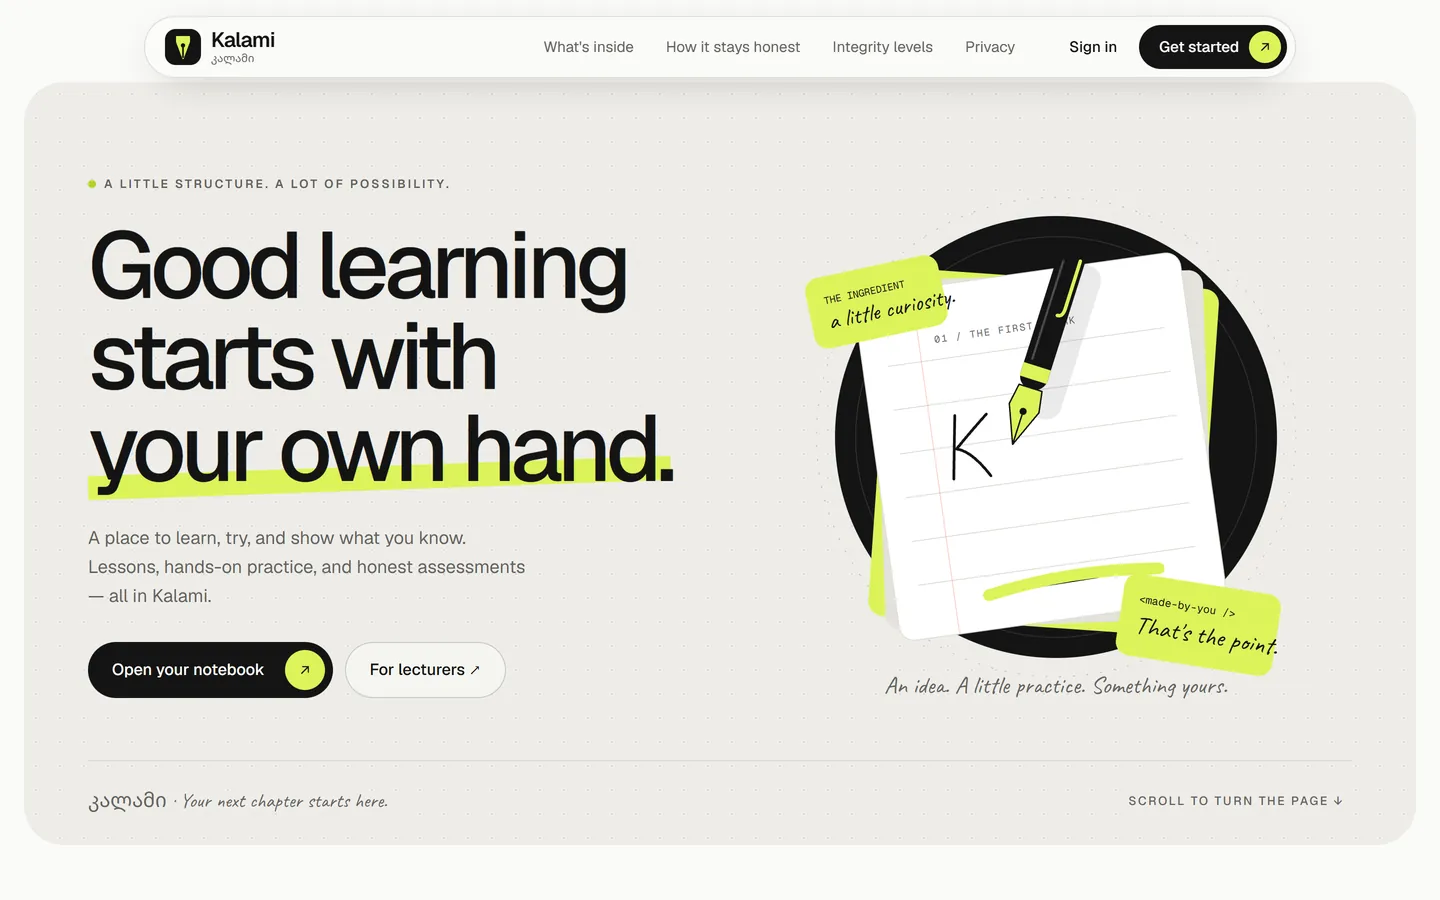 Kalami
კალამი
What's inside
How it stays honest
Integrity levels
Privacy
Sign in
Get started
A LITTLE STRUCTURE. A LOT OF POSSIBILITY.
Good learning
starts with
your own hand.
A place to learn, try, and show what you know.
Lessons, hands-on practice, and honest assessments
— all in Kalami.
Open your notebook
For lecturers ↗
THE INGREDIENT
a little curiosity.
01 / THE FIRST
K
<made-by-you />
That's the point.
An idea. A little practice. Something yours.
კალამი · Your next chapter starts here.
SCROLL TO TURN THE PAGE ↓